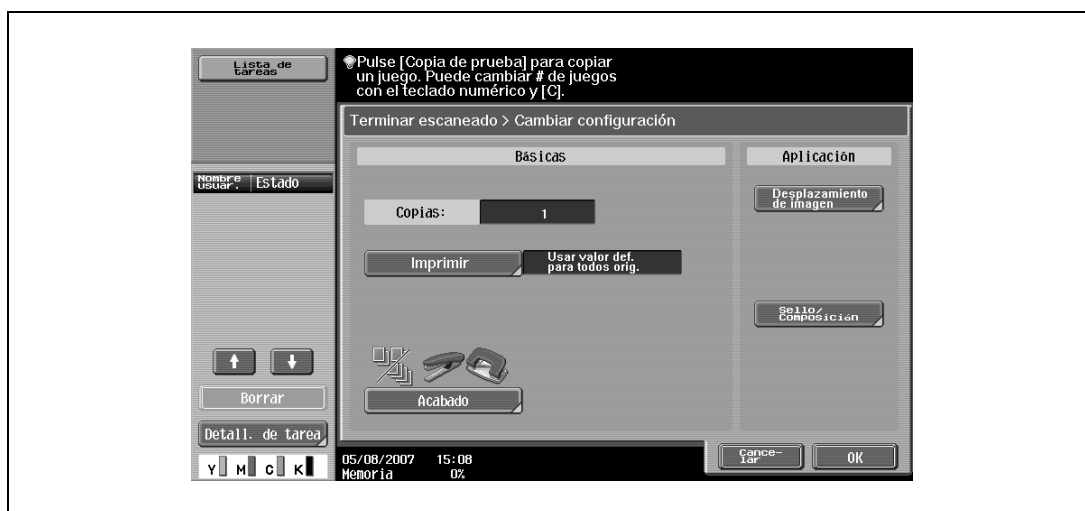 Lista de
tareas
Pulse [Copia de prueba] para copiar
un juego. Puede cambiar # de juegos
con el teclado numérico y [C].
Terminar escaneado > Cambiar configuración
Básicas
Aplicación
Nombre
usuar.
Estado
Desplazamiento
de imagen
Copias:
1
Imprimir
Usar valor def.
para todos orig.
Sello/
Composición
Borrar
Acabado
Detall. de tarea
Y M C K
05/08/2007 15:08
Memoria 0%
Cance-
lar
OK